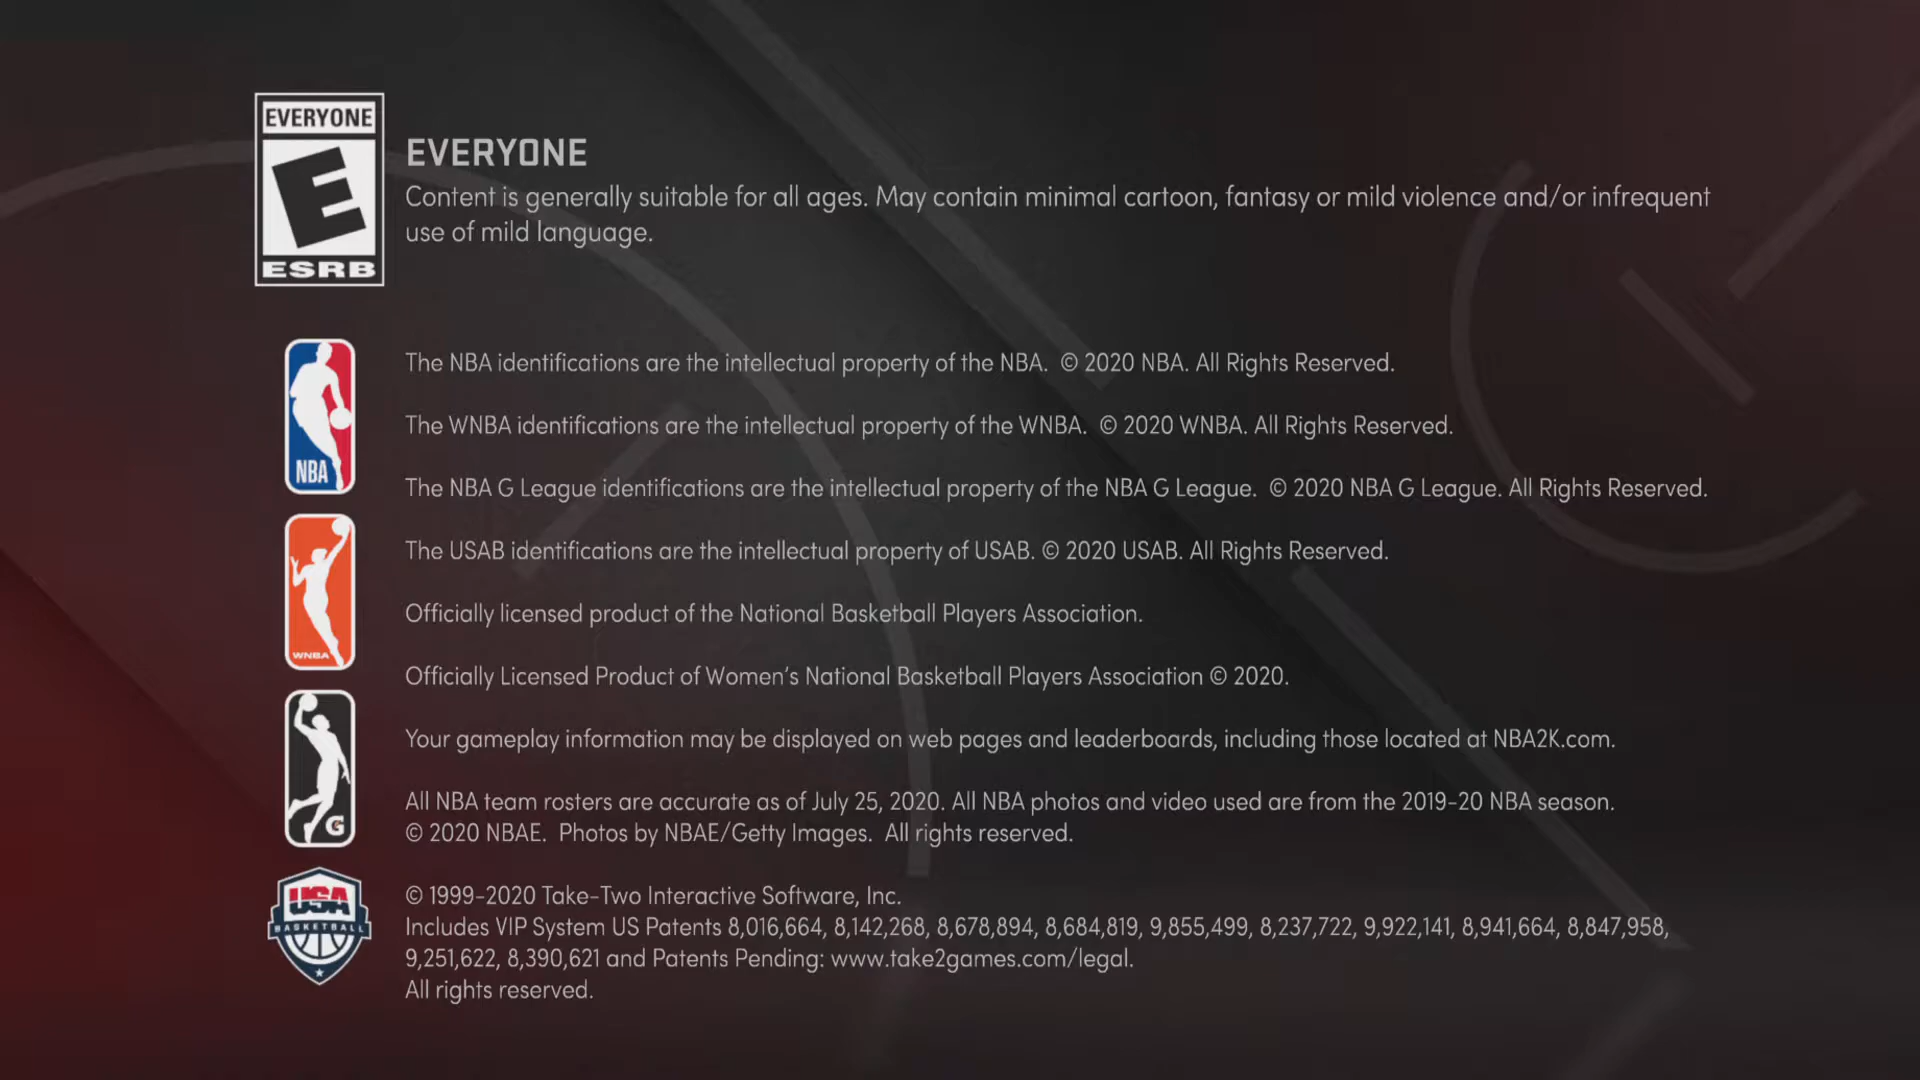 EVERYONE
E
ESRB
EVERYONE
Content is generally suitable for all ages. May contain minimal cartoon, fantasy or mild violence and/or infrequent
use of mild language.
NBA
The NBA identifications are the intellectual property of the NBA.  © 2020 NBA. All Rights Reserved.
The WNBA identifications are the intellectual property of the WNBA.  © 2020 WNBA. All Rights Reserved.
The NBA G League identifications are the intellectual property of the NBA G League.  © 2020 NBA G League. All Rights Reserved.
WNBA
The USAB identifications are the intellectual property of USAB. © 2020 USAB. All Rights Reserved.
Officially licensed product of the National Basketball Players Association.
Officially Licensed Product of Women's National Basketball Players Association © 2020.
G
Your gameplay information may be displayed on web pages and leaderboards, including those located at NBA2K.com.
All NBA team rosters are accurate as of July 25, 2020. All NBA photos and video used are from the 2019-20 NBA season.
© 2020 NBAE.  Photos by NBAE/Getty Images.  All rights reserved.
USA
BASKETBALL
© 1999-2020 Take-Two Interactive Software, Inc.
Includes VIP System US Patents 8,016,664, 8,142,268, 8,678,894, 8,684,819, 9,855,499, 8,237,722, 9,922,141, 8,941,664, 8,847,958,
9,251,622, 8,390,621 and Patents Pending: www.take2games.com/legal.
All rights reserved.